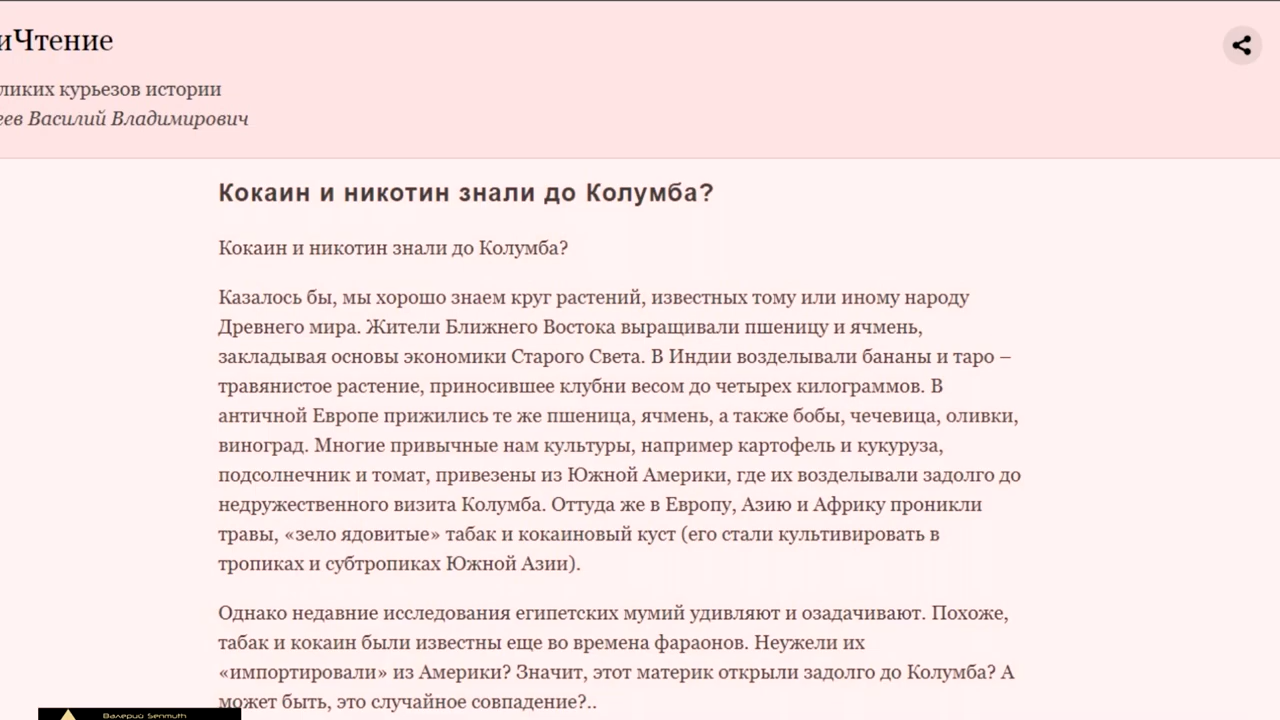 иЧтение
ликих курьезов истории
еев Василий Владимирович
Кокаин и никотин знали до Колумба?
Кокаин и никотин знали до Колумба?
Казалось бы, мы хорошо знаем круг растений, известных тому или иному народу
Древнего мира. Жители Ближнего Востока выращивали пшеницу и ячмень,
закладывая основы экономики Старого Света. В Индии возделывали бананы и таро –
травянистое растение, приносившее клубни весом до четырех килограммов. В
античной Европе прижились те же пшеница, ячмень, а также бобы, чечевица, оливки,
виноград. Многие привычные нам культуры, например картофель и кукуруза,
подсолнечник и томат, привезены из Южной Америки, где их возделывали задолго до
недружественного визита Колумба. Оттуда же в Европу, Азию и Африку проникли
травы, «зело ядовитые» табак и кокаиновый куст (его стали культивировать в
тропиках и субтропиках Южной Азии).
Однако недавние исследования египетских мумий удивляют и озадачивают. Похоже,
табак и кокаин были известны еще во времена фараонов. Неужели их
«импортировали» из Америки? Значит, этот материк открыли задолго до Колумба? А
может быть, это случайное совпадение?..
Валерий Senmuth